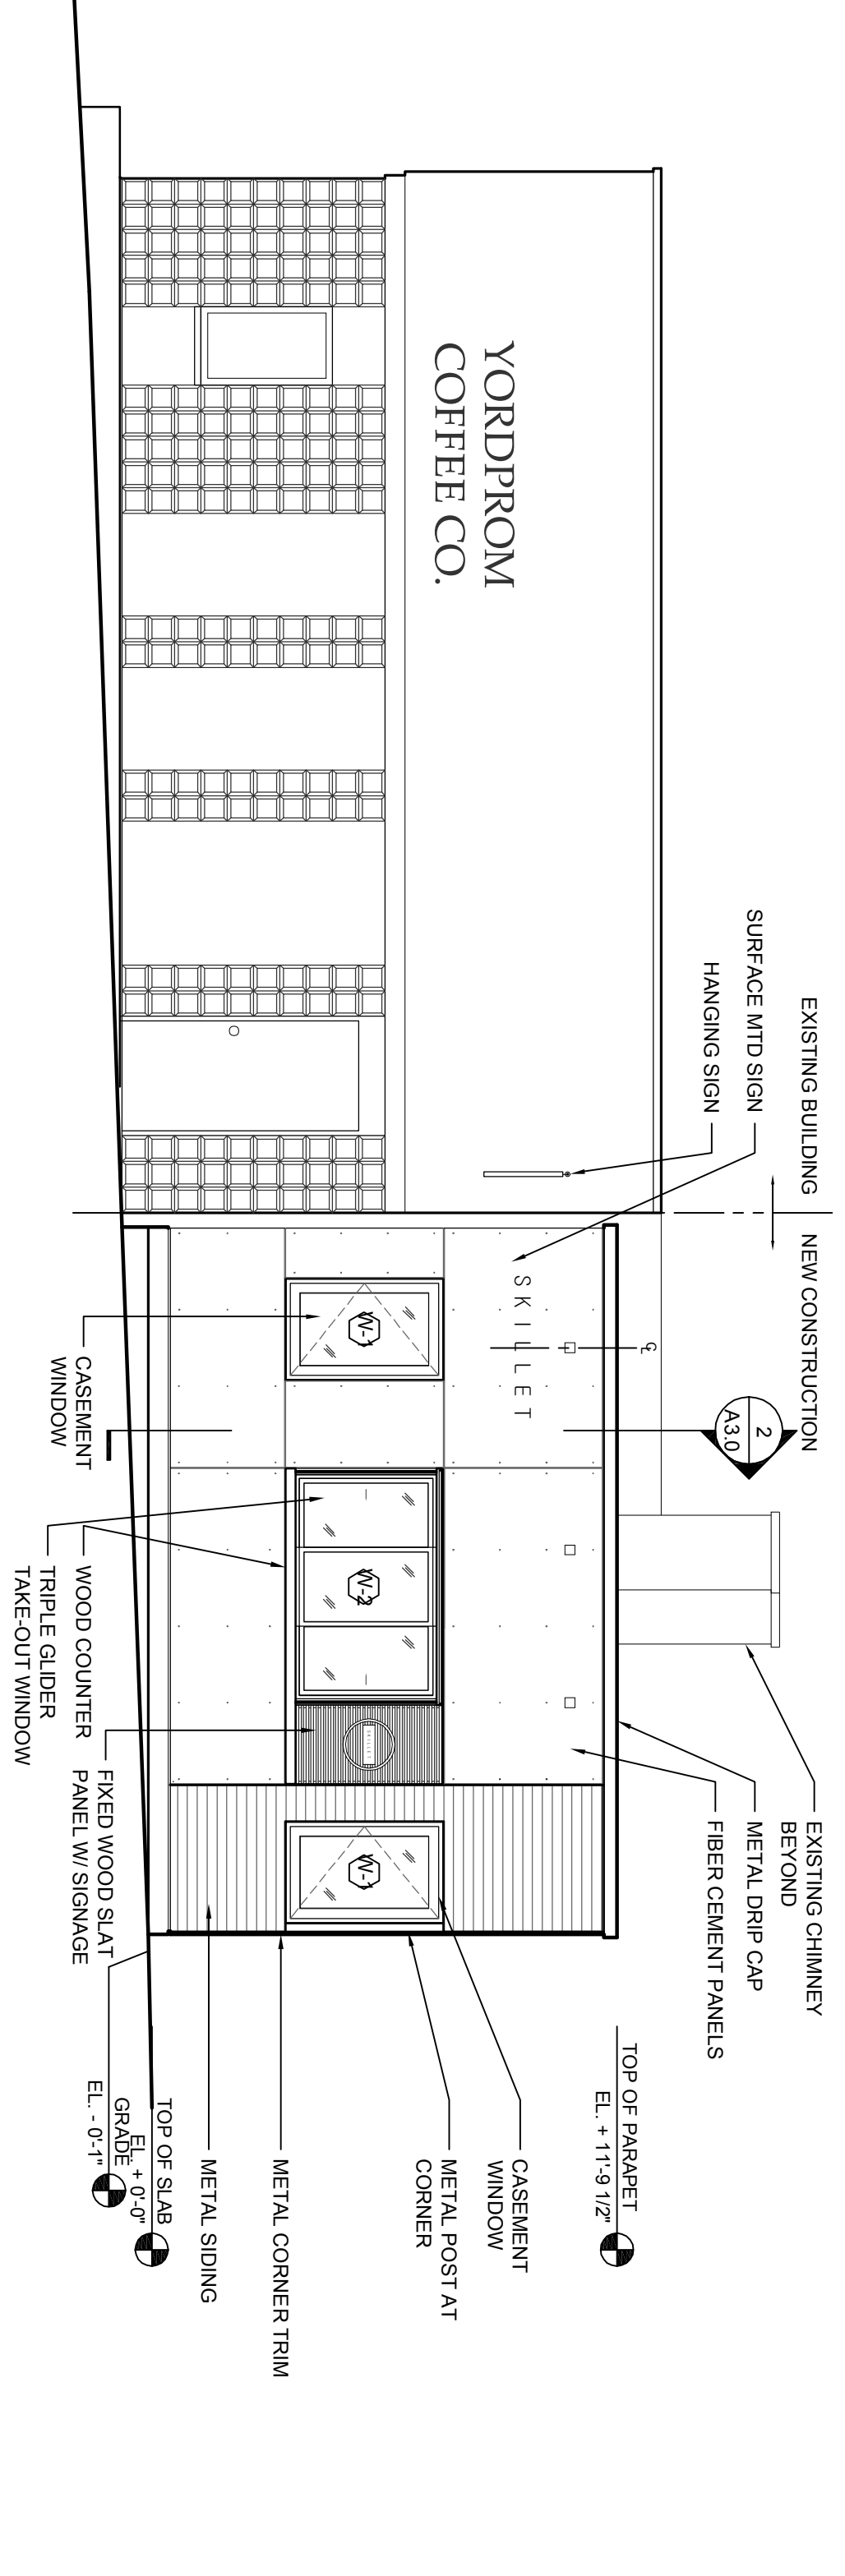 EXISTING BUILDING
NEW CONSTRUCTION
SURFACE MTD SIGN
HANGING SIGN
2
A3.0
EXISTING CHIMNEY
BEYOND
METAL DRIP CAP
FIBER CEMENT PANELS
YORDPROM
COFFEE CO.
CL
SKILLET
W-1
W-2
SKILLET
W-1
TOP OF PARAPET
EL. + 11'-9 1/2"
CASEMENT
WINDOW
METAL POST AT
CORNER
METAL CORNER TRIM
METAL SIDING
TOP OF SLAB
EL. + 0'-0"
GRADE
EL. - 0'-1"
CASEMENT
WINDOW
WOOD COUNTER
TRIPLE GLIDER
TAKE-OUT WINDOW
FIXED WOOD SLAT
PANEL W/ SIGNAGE